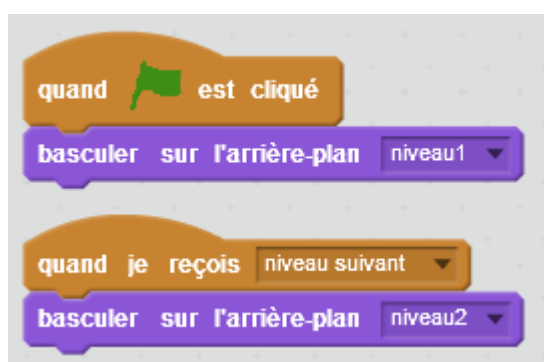 quand est cliqué
basculer sur l'arrière-plan niveau1
quand je reçois niveau suivant
basculer sur l'arrière-plan niveau2